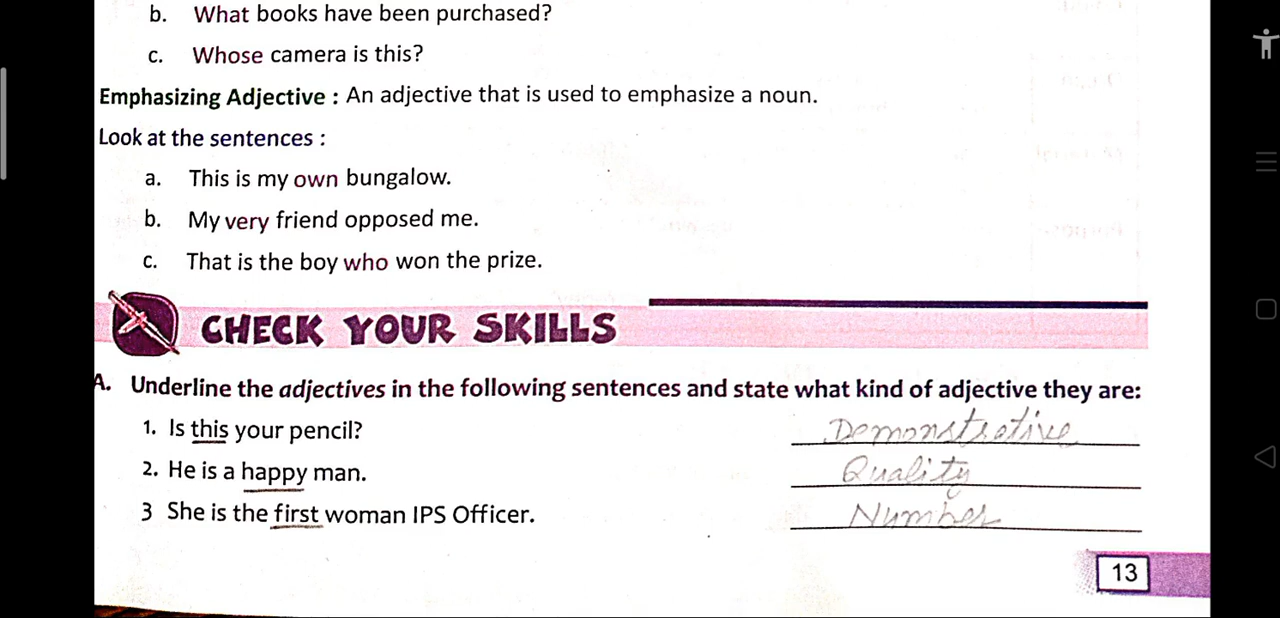 b. What books have been purchased?
c. Whose camera is this?
Emphasizing Adjective : An adjective that is used to emphasize a noun.
Look at the sentences :
a. This is my own bungalow.
b. My very friend opposed me.
c. That is the boy who won the prize.
CHECK YOUR SKILLS
A. Underline the adjectives in the following sentences and state what kind of adjective they are:
1. Is this your pencil? Demonstrative
2. He is a happy man. Quality
3 She is the first woman IPS Officer. Number
13